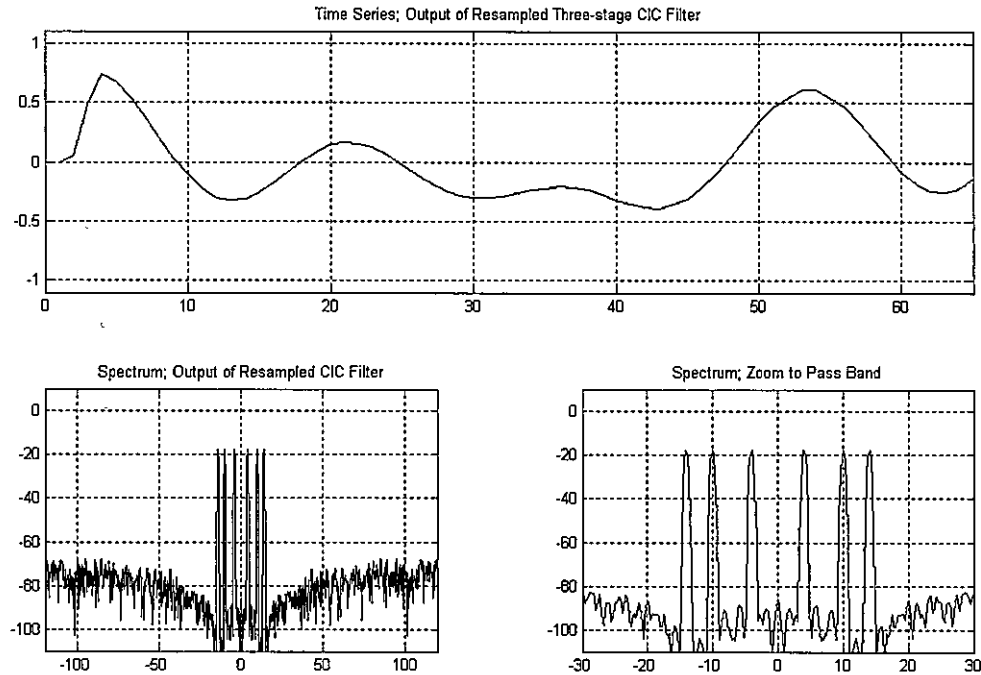 Time Series; Output of Resampled Three-stage CIC Filter
1
0.5
0
-0.5
-1
0 10 20 30 40 50 60
Spectrum; Output of Resampled CIC Filter
0
-20
-40
-60
-80
-100
-100 -50 0 50 100
Spectrum; Zoom to Pass Band
0
-20
-40
-60
-80
-100
-30 -20 -10 0 10 20 30